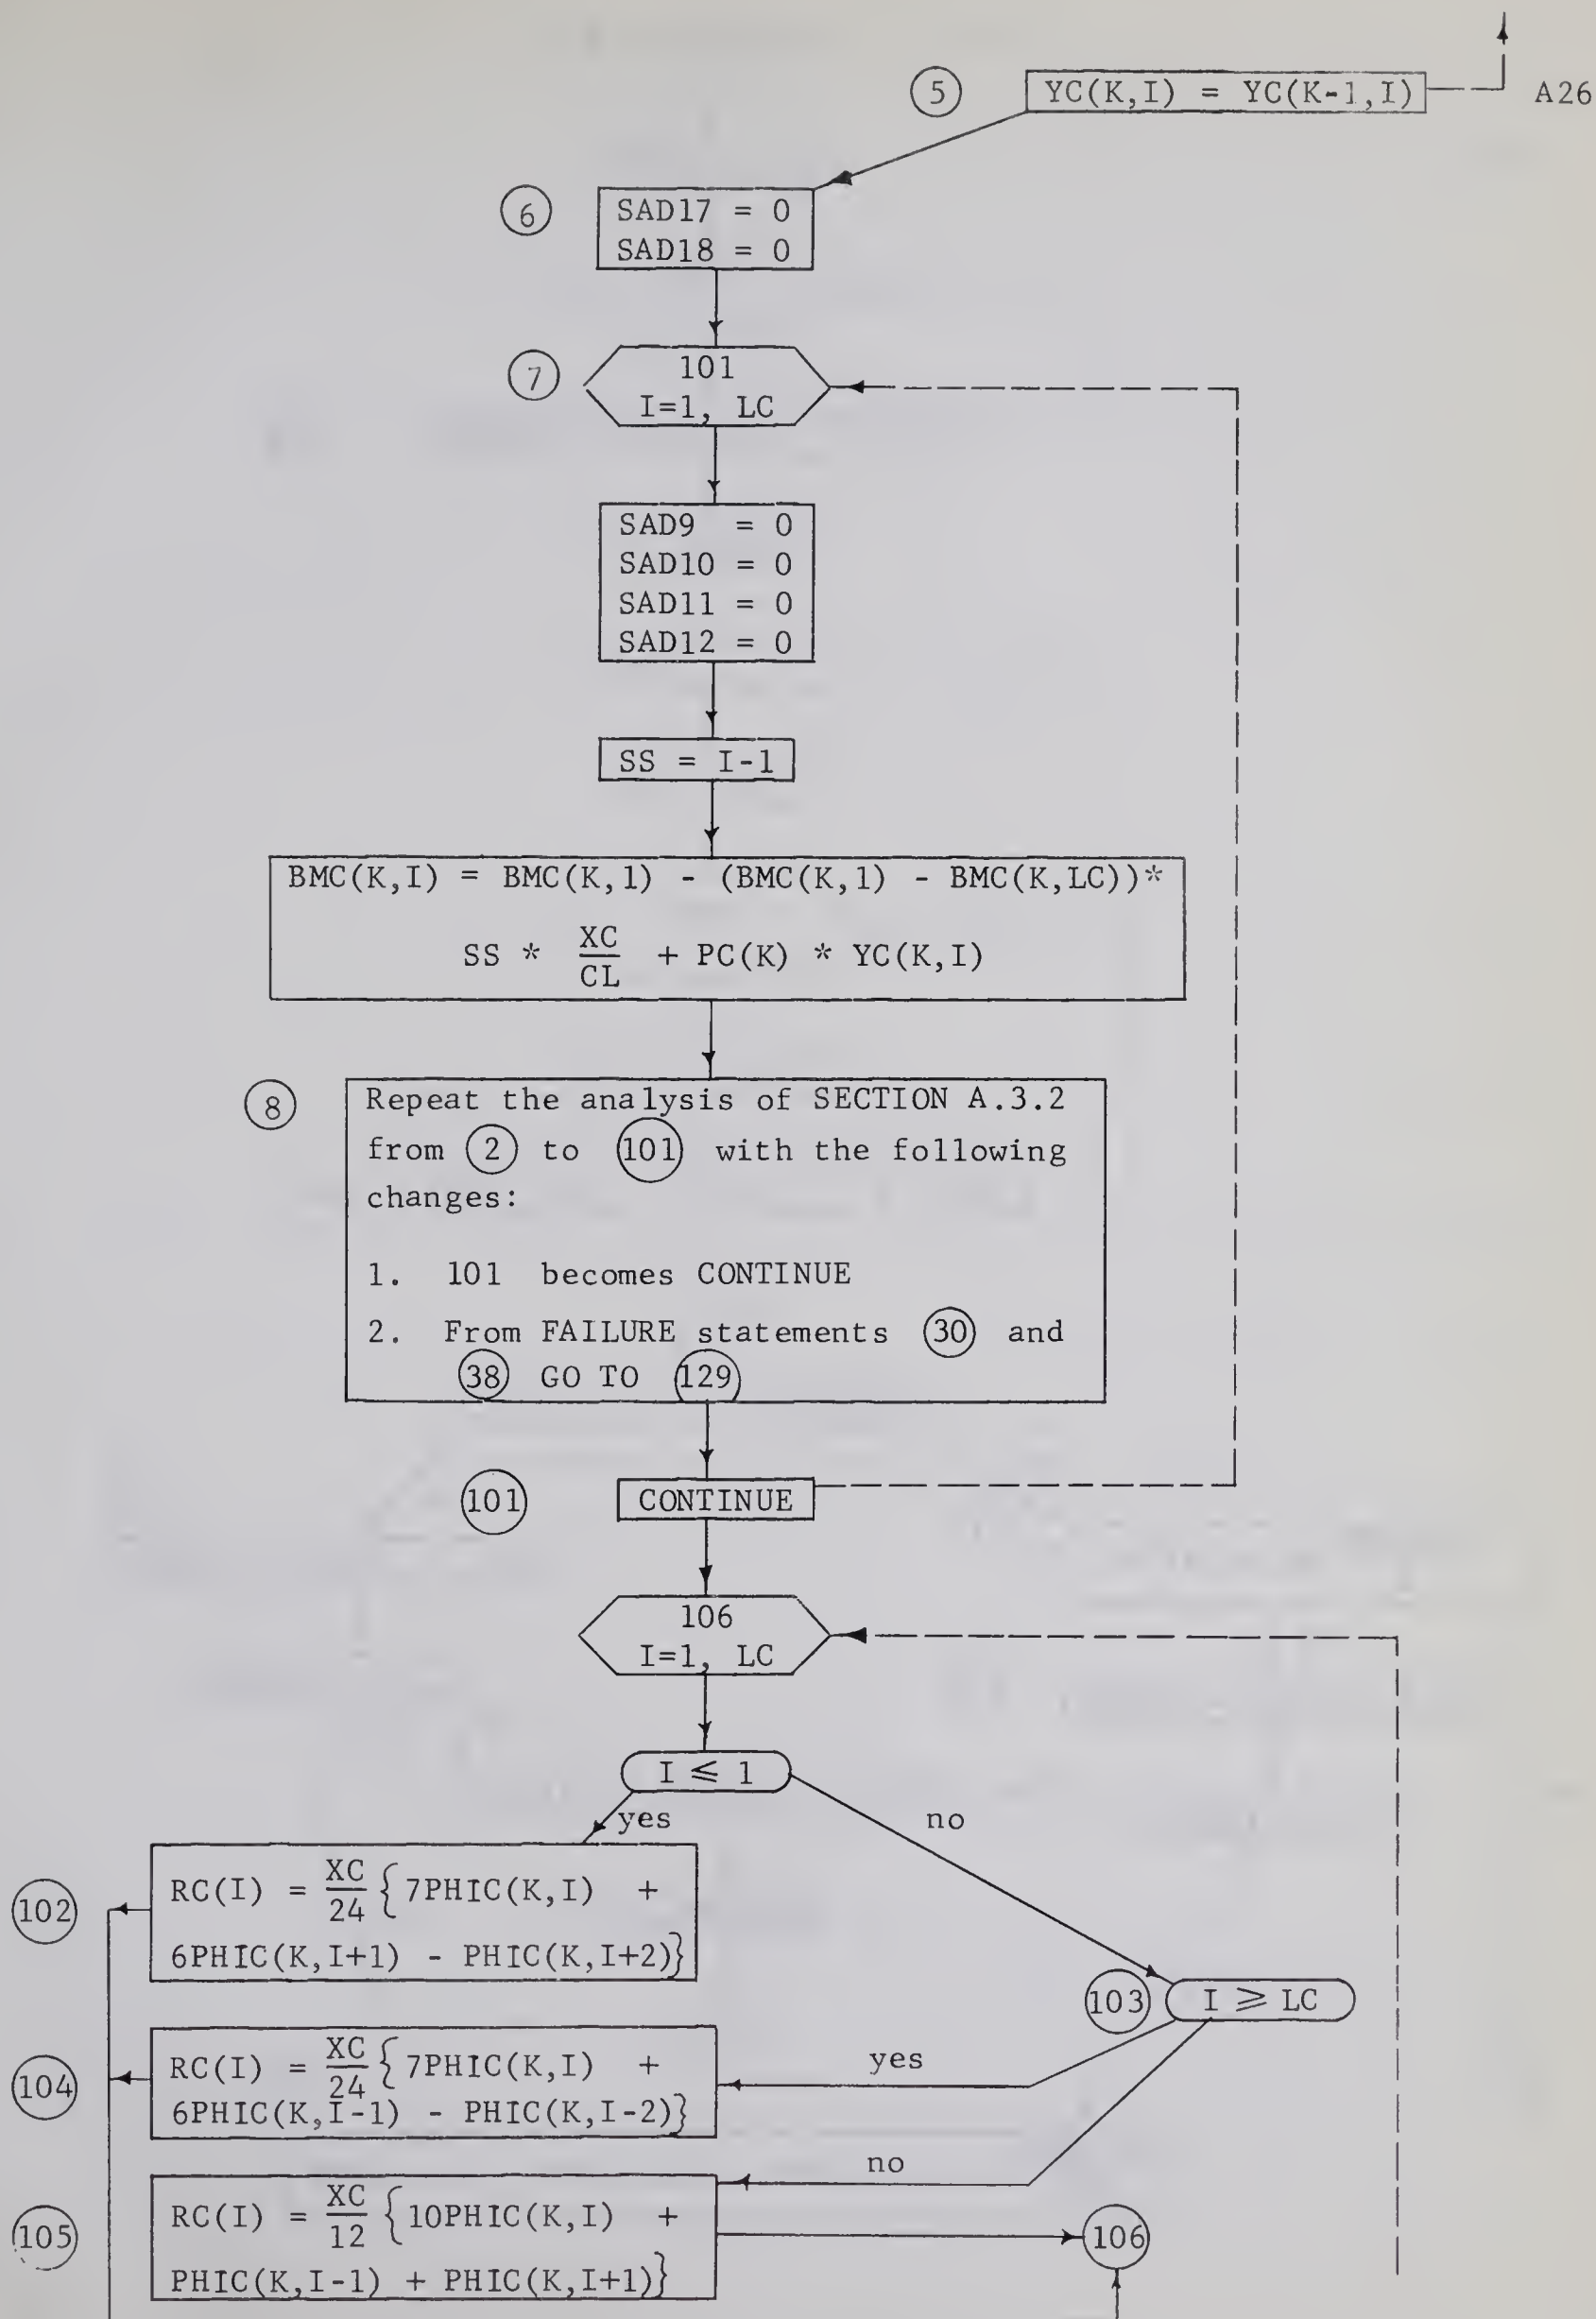 5 YC(K,I) = YC(K-1,I) A26
6 SAD17 = 0
SAD18 = 0
7 101
I=1, LC
SAD9 = 0
SAD10 = 0
SAD11 = 0
SAD12 = 0
SS = I-1
BMC(K,I) = BMC(K,1) - (BMC(K,1) - BMC(K,LC))*
SS * XC/CL + PC(K) * YC(K,I)
8 Repeat the analysis of SECTION A.3.2
from 2 to 101 with the following
changes:
1. 101 becomes CONTINUE
2. From FAILURE statements 30 and
38 GO TO 129
101 CONTINUE
106
I=1, LC
I ≤ 1
yes no
102 RC(I) = XC/24 {7PHIC(K,I) +
6PHIC(K,I+1) - PHIC(K,I+2)}
103 I ≥ LC
104 RC(I) = XC/24 {7PHIC(K,I) +
6PHIC(K,I-1) - PHIC(K,I-2)}
yes
no
105 RC(I) = XC/12 {10PHIC(K,I) +
PHIC(K,I-1) + PHIC(K,I+1)}
106